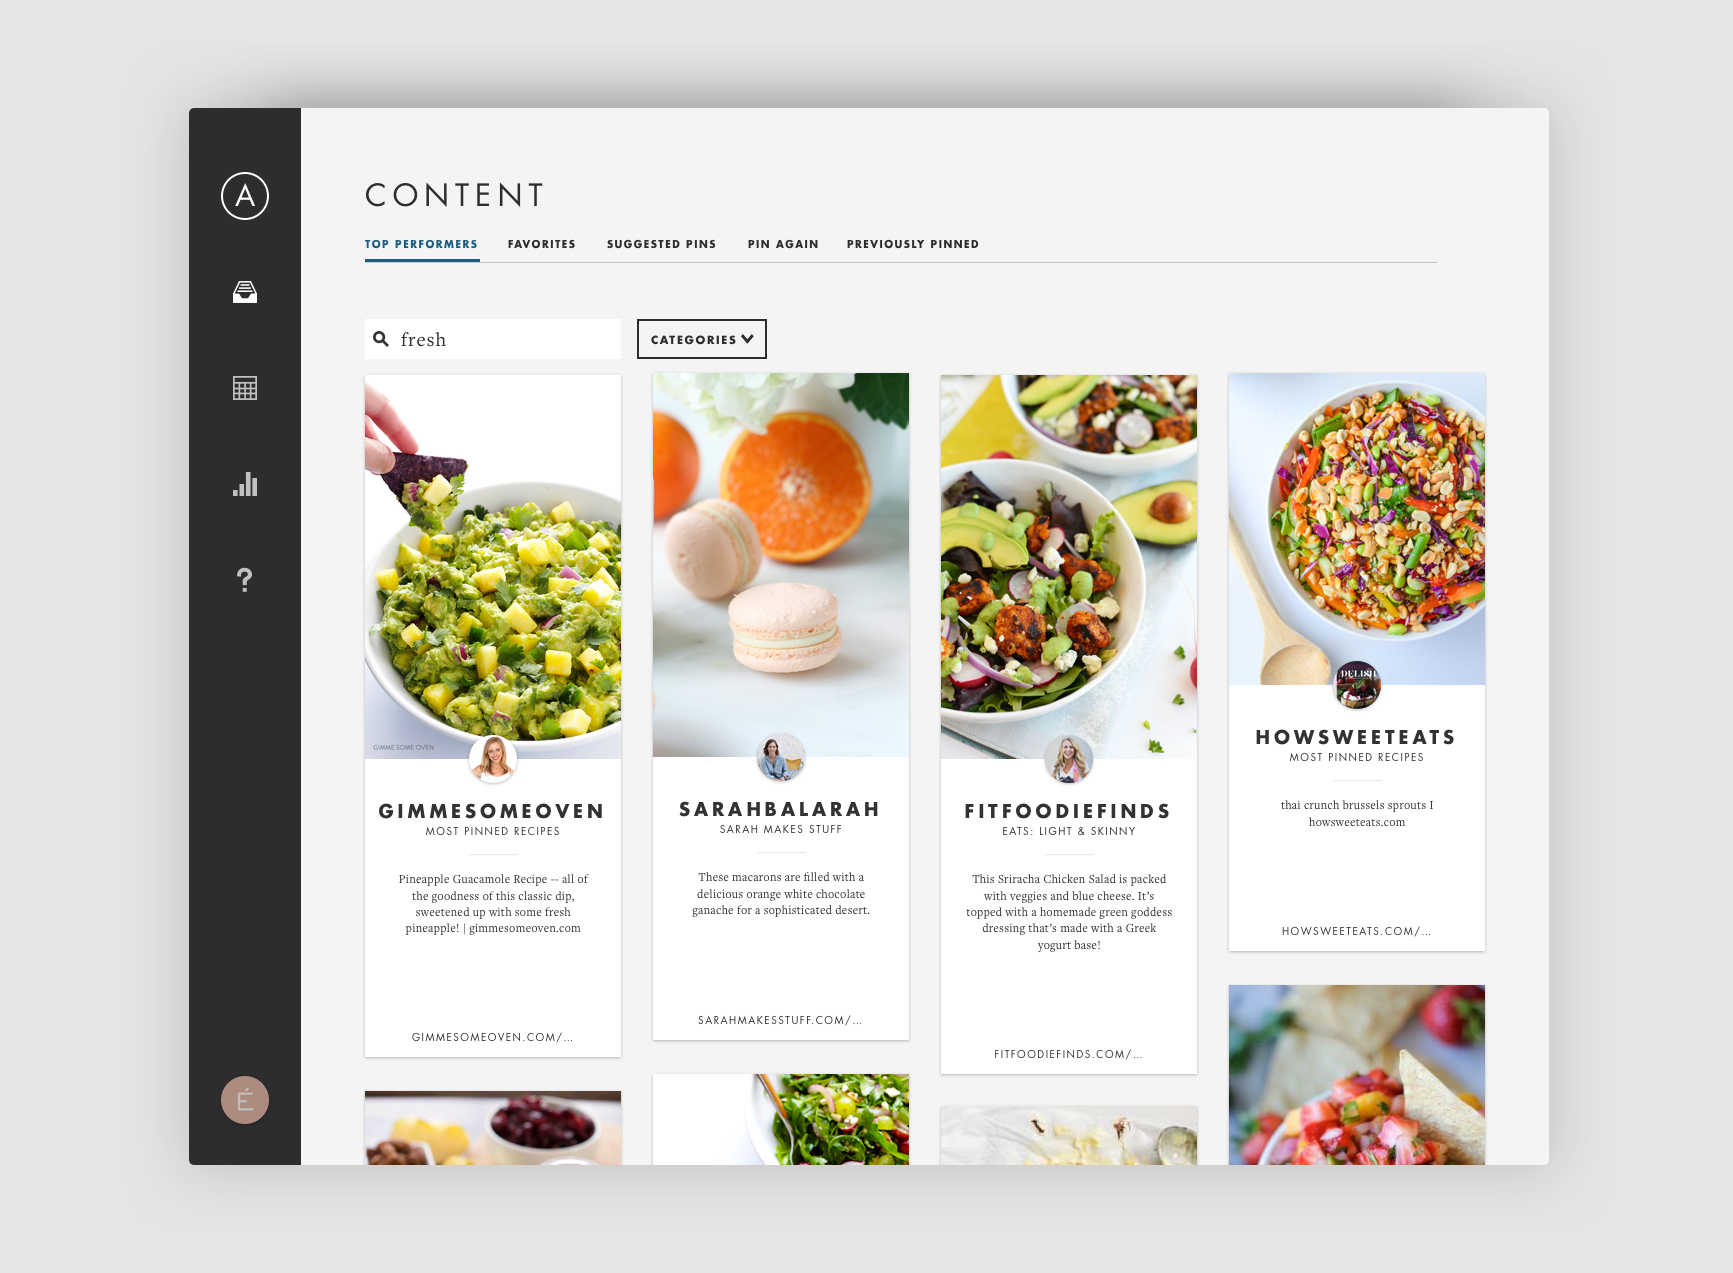 A
CONTENT
TOP PERFORMERS FAVORITES SUGGESTED PINS PIN AGAIN PREVIOUSLY PINNED
fresh
CATEGORIES
?
GIMME SOME OVEN
GIMMESOMEOVEN
MOST PINNED RECIPES
Pineapple Guacamole Recipe -- all of
the goodness of this classic dip,
sweetened up with some fresh
pineapple! | gimmesomeoven.com
GIMMESOMEOVEN.COM/...
SARAHBALARAH
SARAH MAKES STUFF
These macarons are filled with a
delicious orange white chocolate
ganache for a sophisticated desert.
SARAHMAKESSTUFF.COM/...
FITFOODIEFINDS
EATS: LIGHT & SKINNY
This Sriracha Chicken Salad is packed
with veggies and blue cheese. It's
topped with a homemade green goddess
dressing that's made with a Greek
yogurt base!
FITFOODIEFINDS.COM/...
DELISH
HOWSWEETEATS
MOST PINNED RECIPES
thai crunch brussels sprouts I
howsweeteats.com
HOWSWEETEATS.COM/...
É